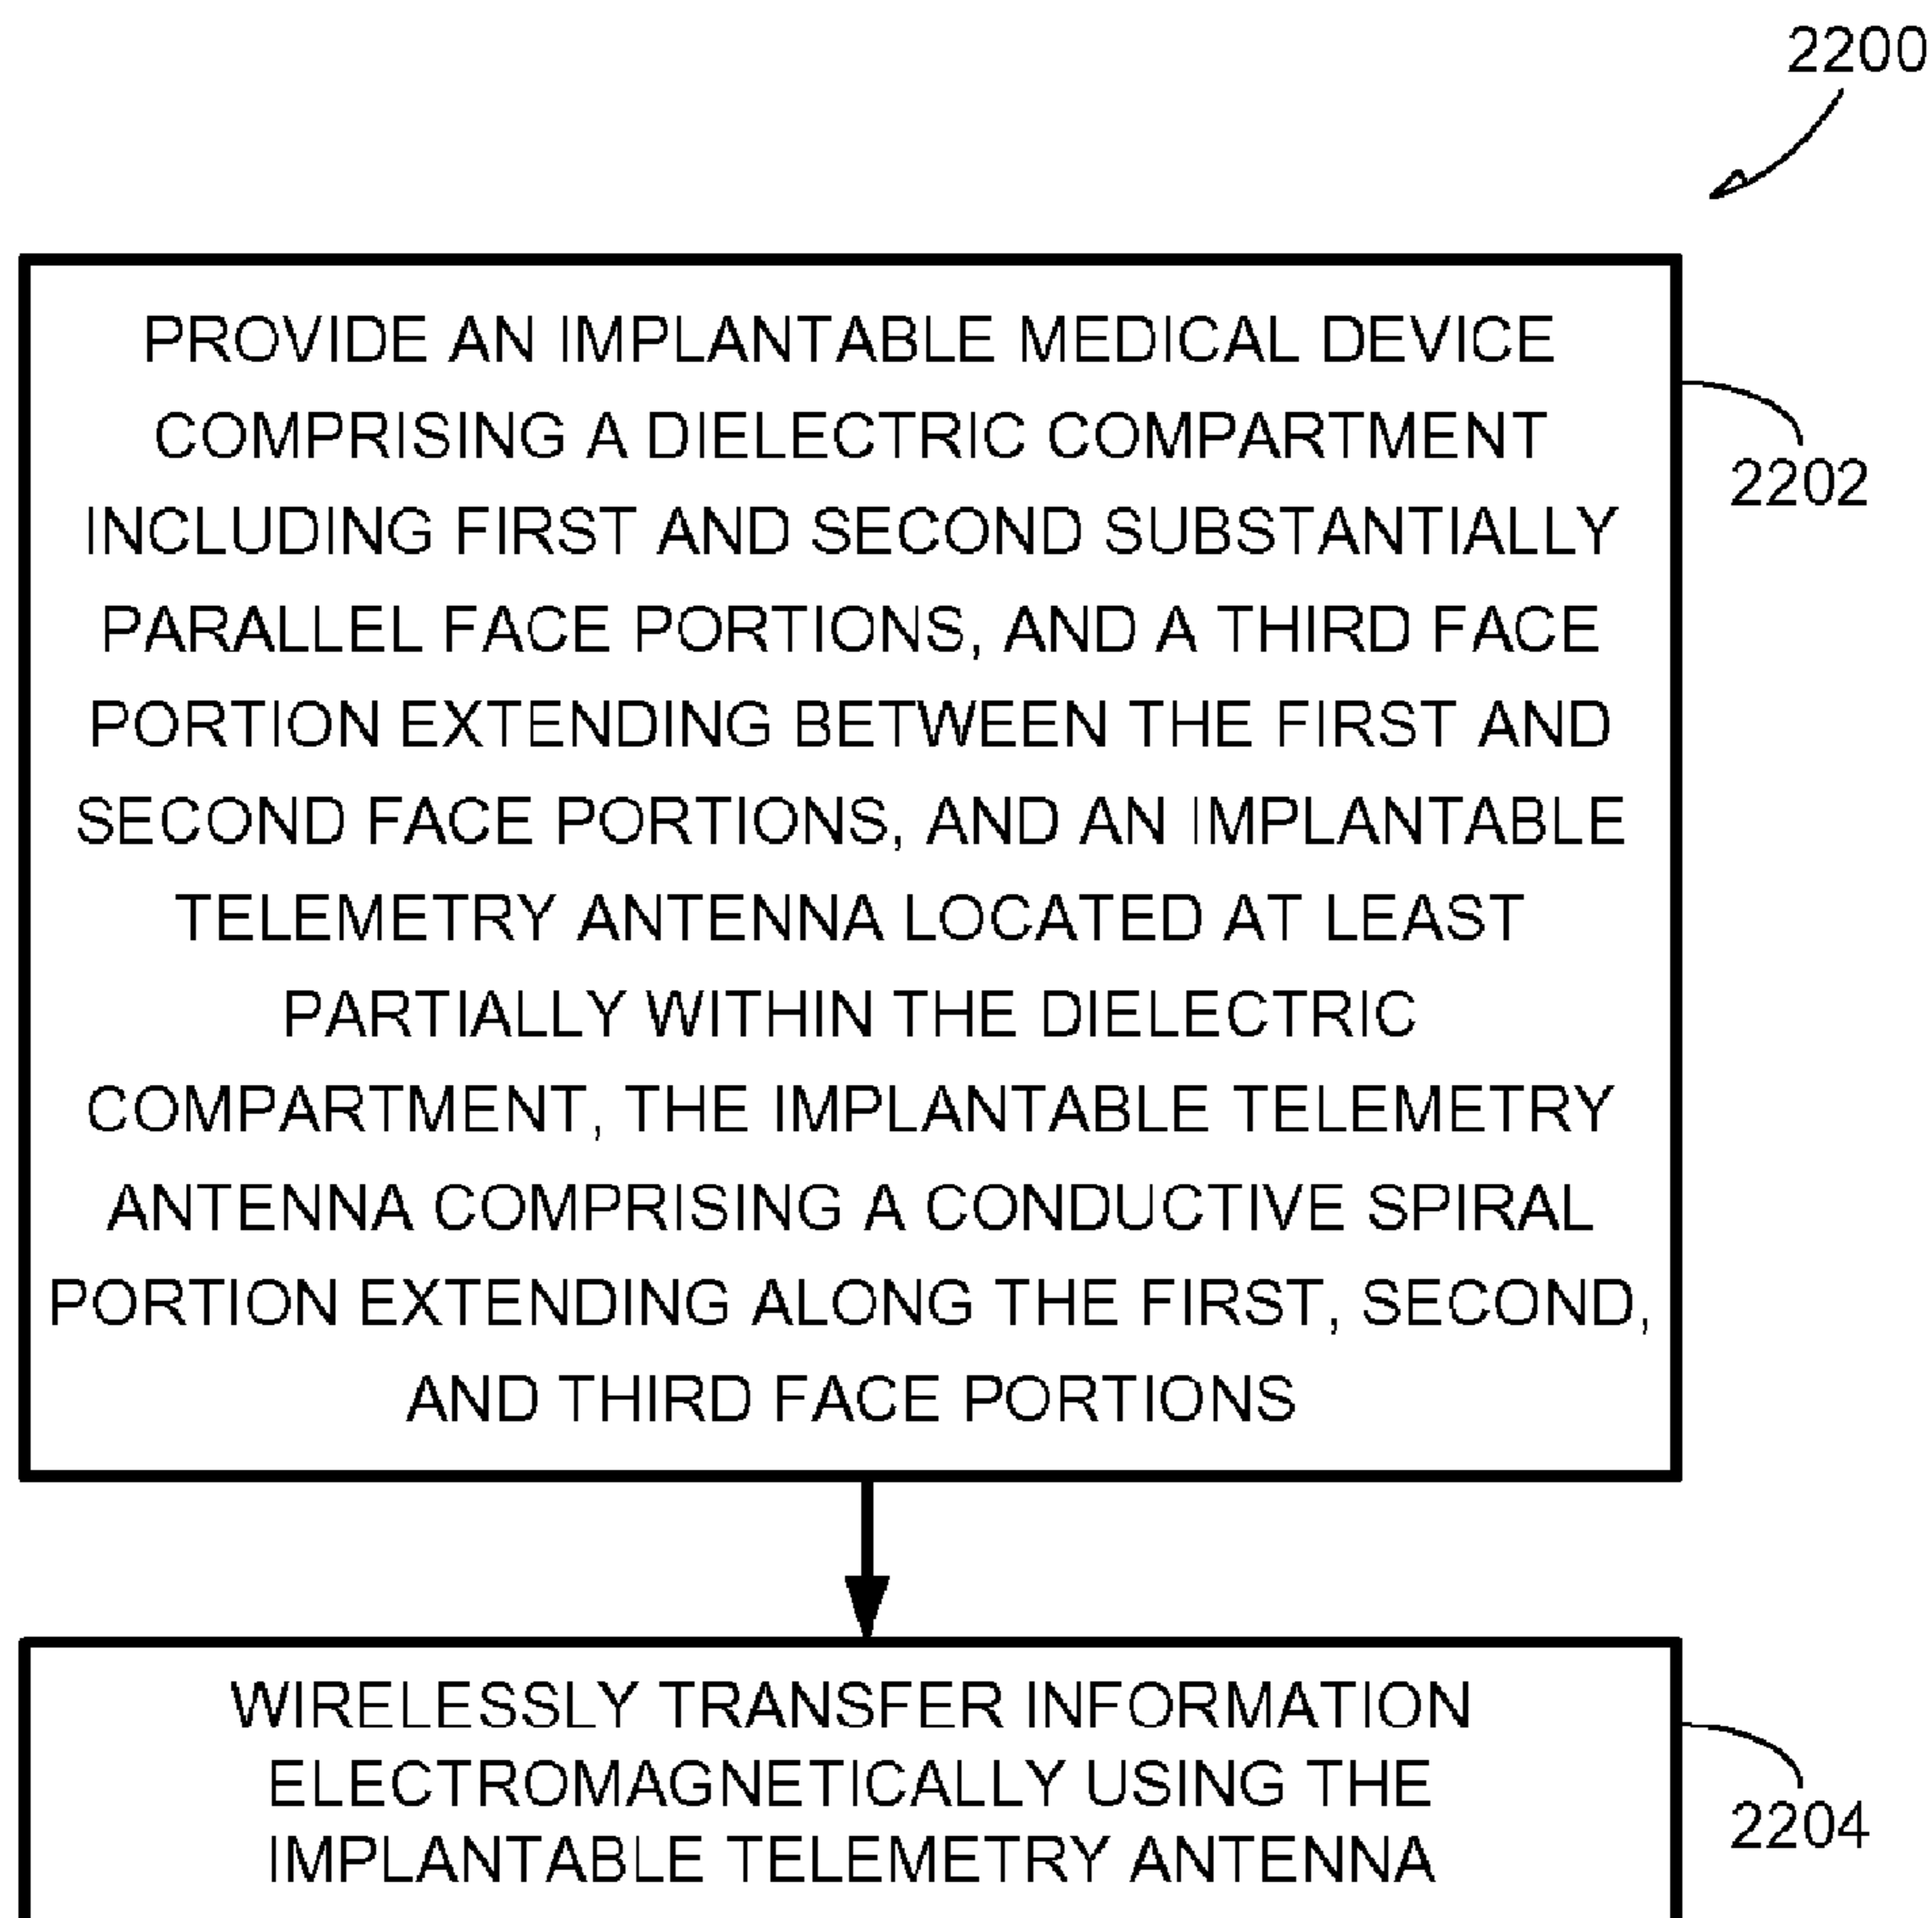 2200
PROVIDE AN IMPLANTABLE MEDICAL DEVICE
COMPRISING A DIELECTRIC COMPARTMENT
INCLUDING FIRST AND SECOND SUBSTANTIALLY
PARALLEL FACE PORTIONS, AND A THIRD FACE
PORTION EXTENDING BETWEEN THE FIRST AND
SECOND FACE PORTIONS, AND AN IMPLANTABLE
TELEMETRY ANTENNA LOCATED AT LEAST
PARTIALLY WITHIN THE DIELECTRIC
COMPARTMENT, THE IMPLANTABLE TELEMETRY
ANTENNA COMPRISING A CONDUCTIVE SPIRAL
PORTION EXTENDING ALONG THE FIRST, SECOND,
AND THIRD FACE PORTIONS
2202
WIRELESSLY TRANSFER INFORMATION
ELECTROMAGNETICALLY USING THE
IMPLANTABLE TELEMETRY ANTENNA
2204